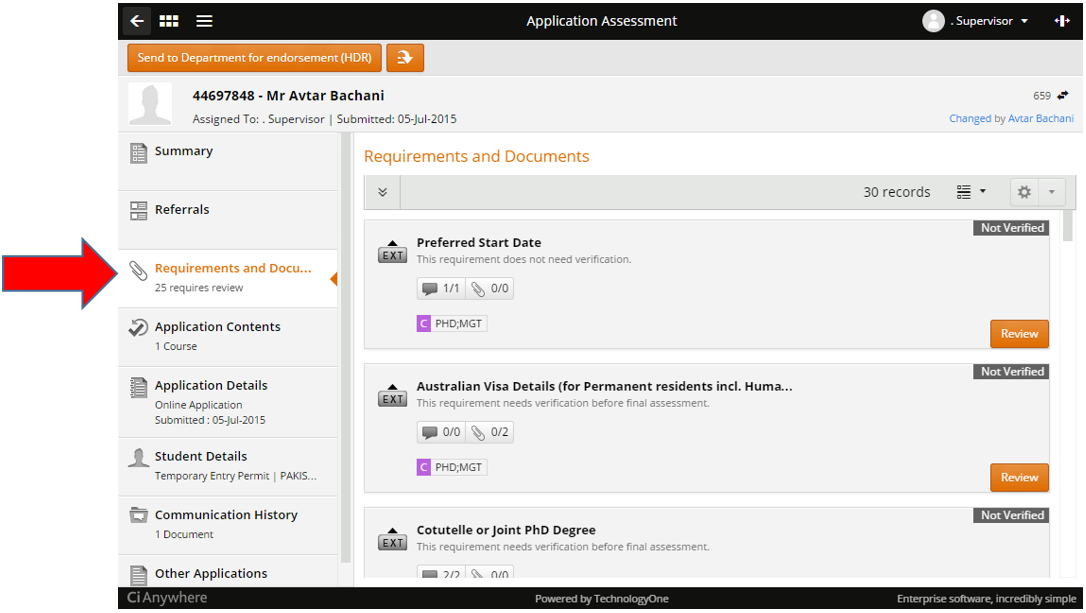 Application Assessment
. Supervisor
Send to Department for endorsement (HDR)
44697848 - Mr Avtar Bachani
659
Assigned To: . Supervisor | Submitted: 05-Jul-2015
Changed by Avtar Bachani
Summary
Referrals
Requirements and Docu...
25 requires review
Application Contents
1 Course
Application Details
Online Application
Submitted : 05-Jul-2015
Student Details
Temporary Entry Permit | PAKIS...
Communication History
1 Document
Other Applications
Requirements and Documents
30 records
Not Verified
EXT
Preferred Start Date
This requirement does not need verification.
1/1 0/0
C PHD;MGT
Review
Not Verified
EXT
Australian Visa Details (for Permanent residents incl. Huma...
This requirement needs verification before final assessment.
0/0 0/2
C PHD;MGT
Review
Not Verified
EXT
Cotutelle or Joint PhD Degree
This requirement needs verification before final assessment.
2/2 0/0
Ci Anywhere
Powered by TechnologyOne
Enterprise software, incredibly simple